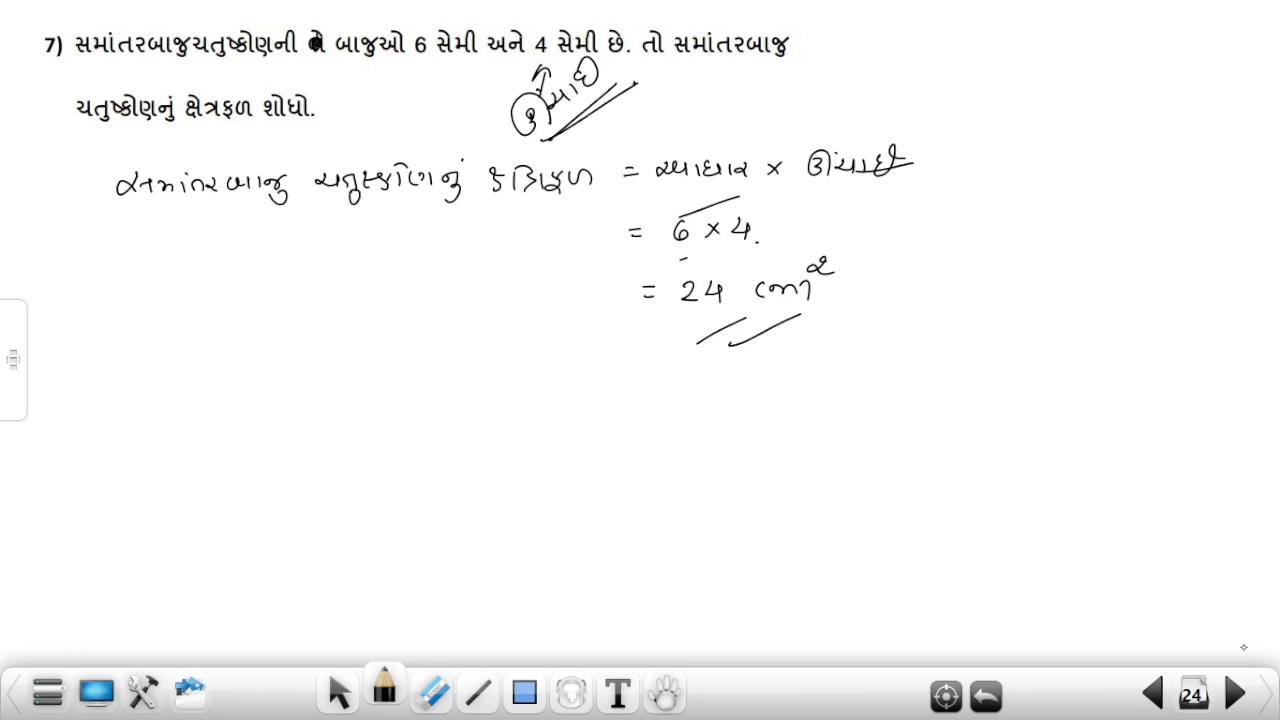 7) સમાંતરબાજુચતુષ્કોણની બે બાજુઓ 6 સેમી અને 4 સેમી છે. તો સમાંતરબાજુ
ચતુષ્કોણનું ક્ષેત્રફળ શોધો.
ઊંચાઈ
સમાંતરબાજુ ચતુષ્કોણનું ક્ષેત્રફળ = આધાર × ઊંચાઈ
= 6 × 4.
= 24 cm²
24